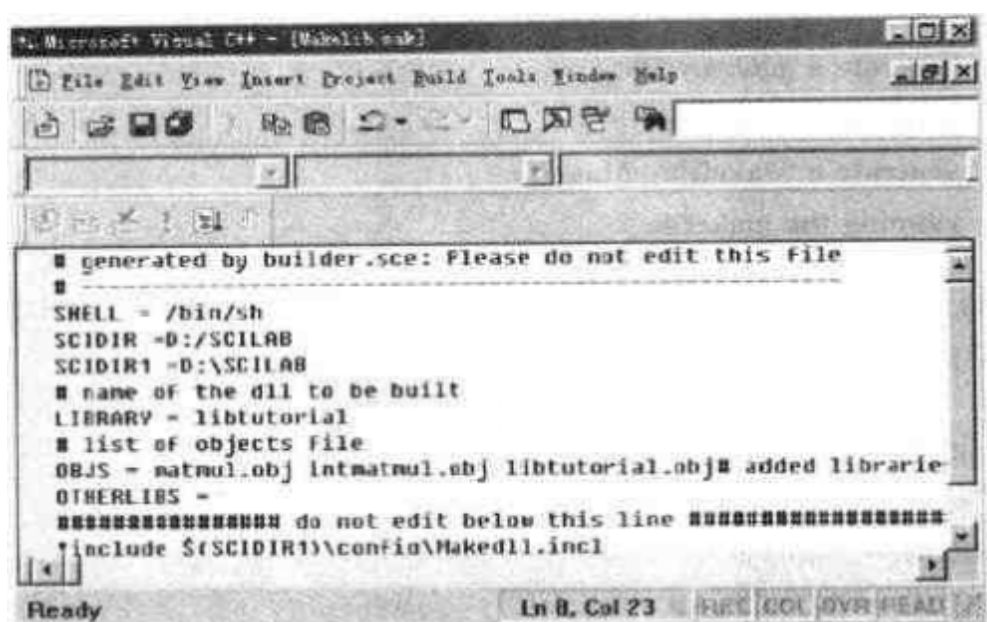 Microsoft Visual C++ - [Makelib.mak]
File Edit View Insert Project Build Tools Window Help
# generated by builder.sce: Please do not edit this file
# ------------------------------------------------------
SHELL = /bin/sh
SCIDIR =D:/SCILAB
SCIDIR1 =D:\SCILAB
# name of the dll to be built
LIBRARY = libtutorial
# list of objects file
OBJS = matmul.obj intmatmul.obj libtutorial.obj# added librarie
OTHERLIBS =
################ do not edit below this line ##################
!include $(SCIDIR1)\config\Makedll.incl
Ready
Ln 8, Col 23
REC COL OVR READ